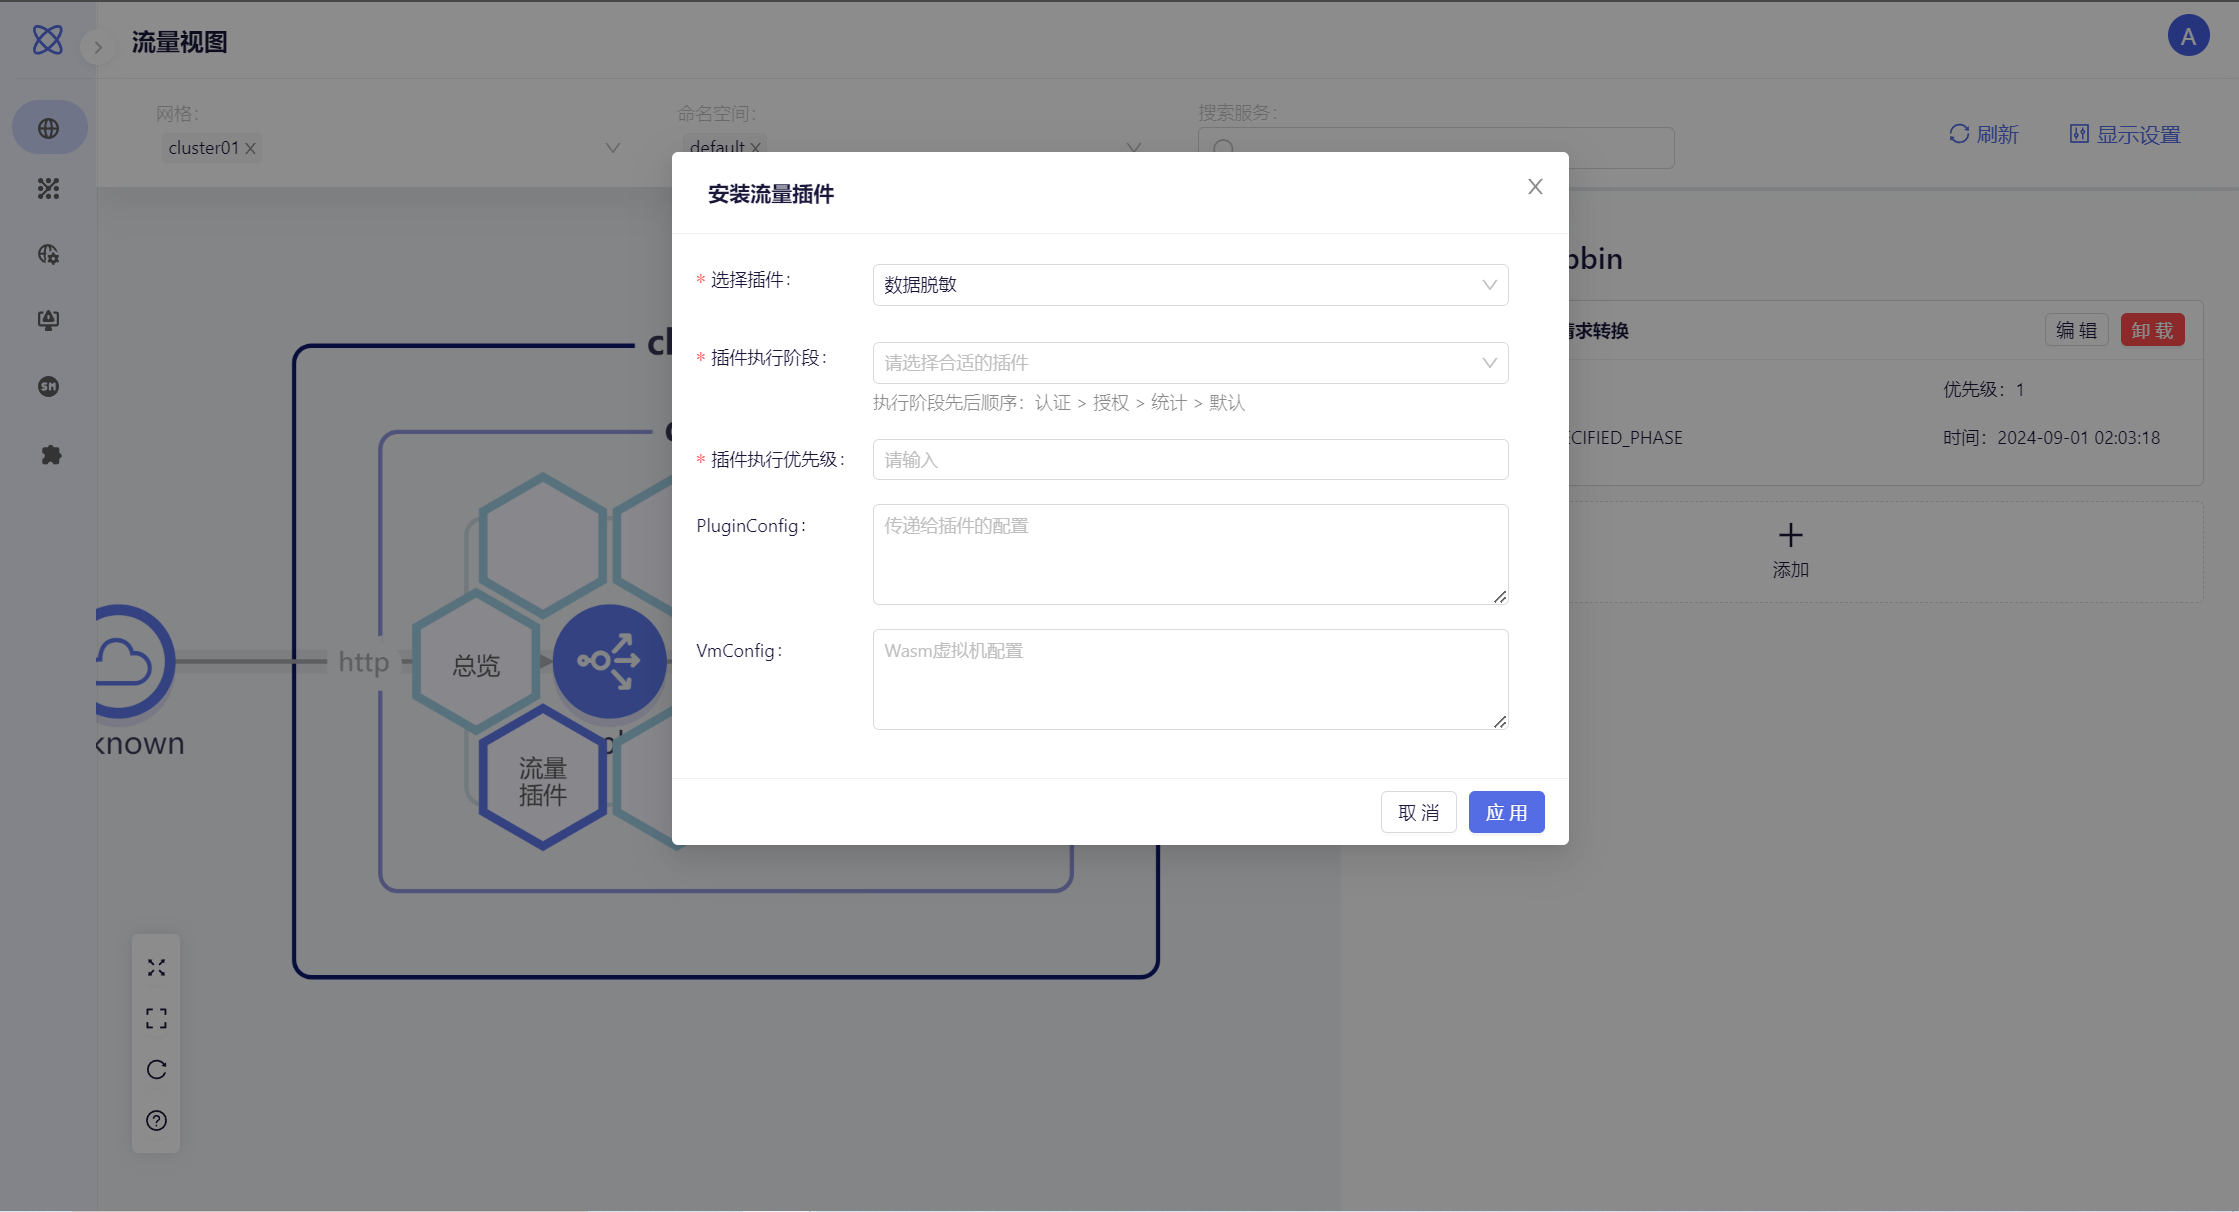 流量视图
A
网格:
cluster01
命名空间:
default
搜索服务:
刷新
显示设置
安装流量插件
* 选择插件:
数据脱敏
* 插件执行阶段:
请选择合适的插件
执行阶段先后顺序：认证 > 授权 > 统计 > 默认
* 插件执行优先级:
请输入
PluginConfig:
传递给插件的配置
VmConfig:
Wasm虚拟机配置
取 消
应 用
求转换
编 辑
卸 载
优先级：1
CIFIED_PHASE
时间：2024-09-01 02:03:18
添加
http
总览
流量
插件
known
SM
bin